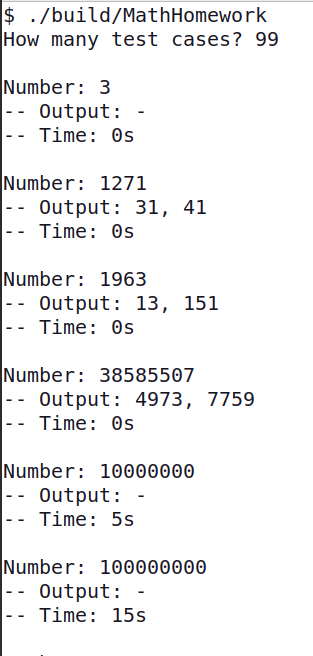 $ ./build/MathHomework
How many test cases? 99
Number: 3
-- Output: -
-- Time: 0s
Number: 1271
-- Output: 31, 41
-- Time: 0s
Number: 1963
-- Output: 13, 151
-- Time: 0s
Number: 38585507
-- Output: 4973, 7759
-- Time: 0s
Number: 10000000
-- Output: -
-- Time: 5s
Number: 100000000
-- Output: -
-- Time: 15s